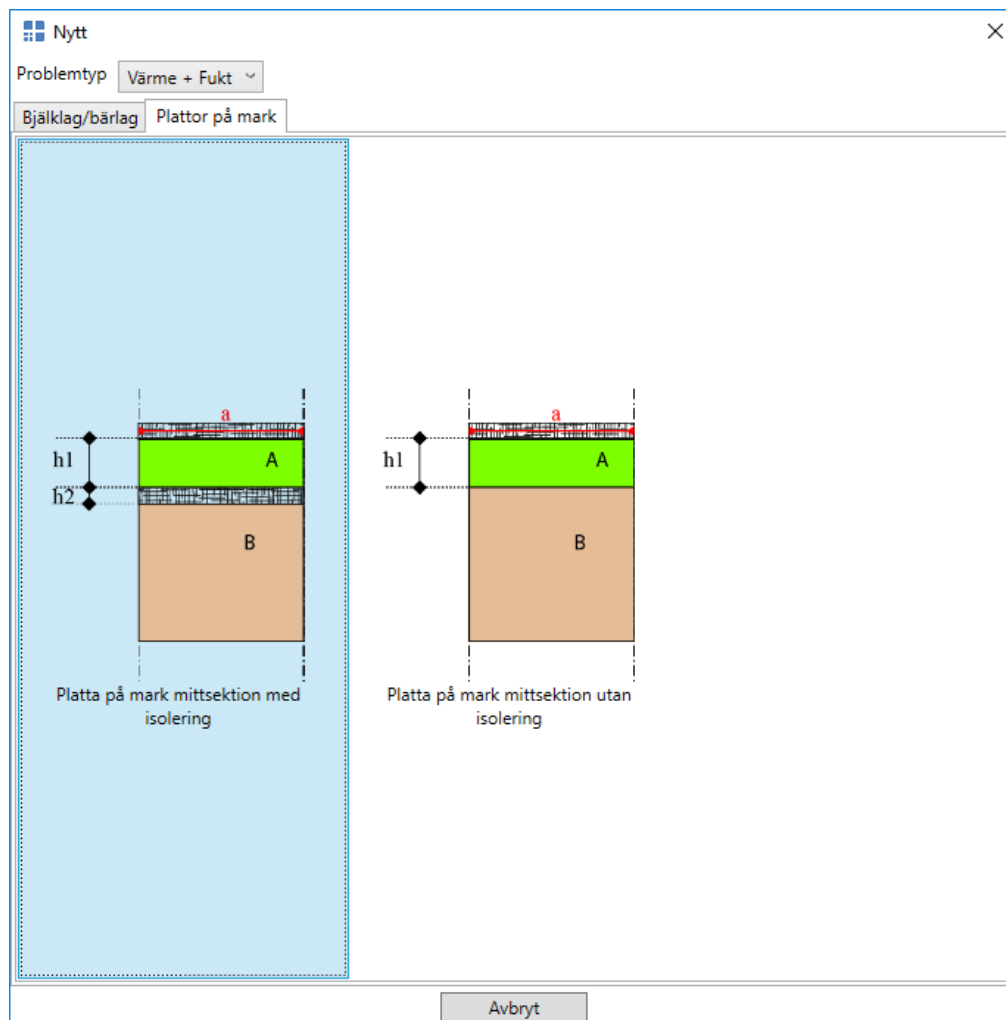 Nytt
Problemtyp Värme + Fukt
Bjälklag/bärlag Plattor på mark
a
h1 A
h2
B
Platta på mark mittsektion med
isolering
a
h1 A
B
Platta på mark mittsektion utan
isolering
Avbryt